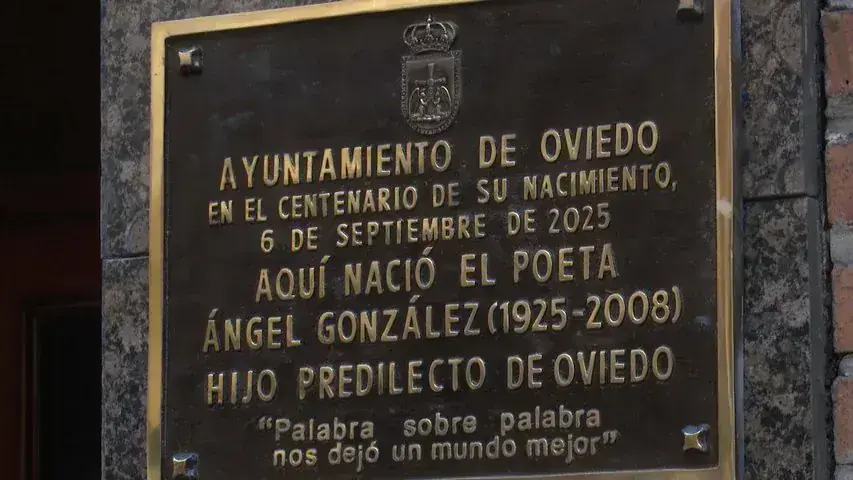 AYUNTAMIENTO DE OVIEDO
EN EL CENTENARIO DE SU NACIMIENTO,
6 DE SEPTIEMBRE DE 2025
AQUÍ NACIÓ EL POETA
ÁNGEL GONZÁLEZ (1925-2008)
HIJO PREDILECTO DE OVIEDO
“Palabra sobre palabra
nos dejó un mundo mejor”